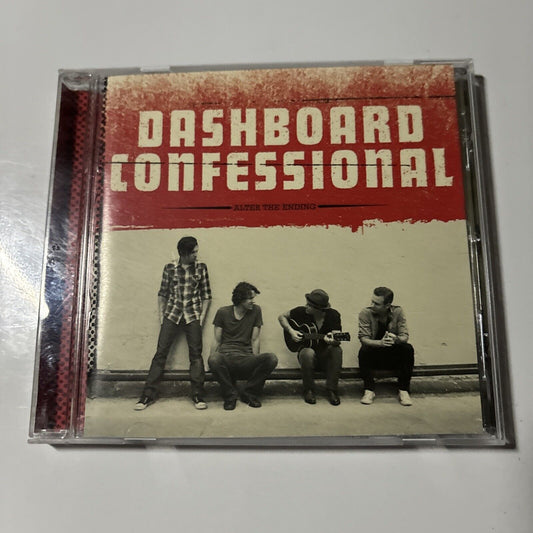 DASHBOARD
CONFESSIONAL
ALTER THE ENDING